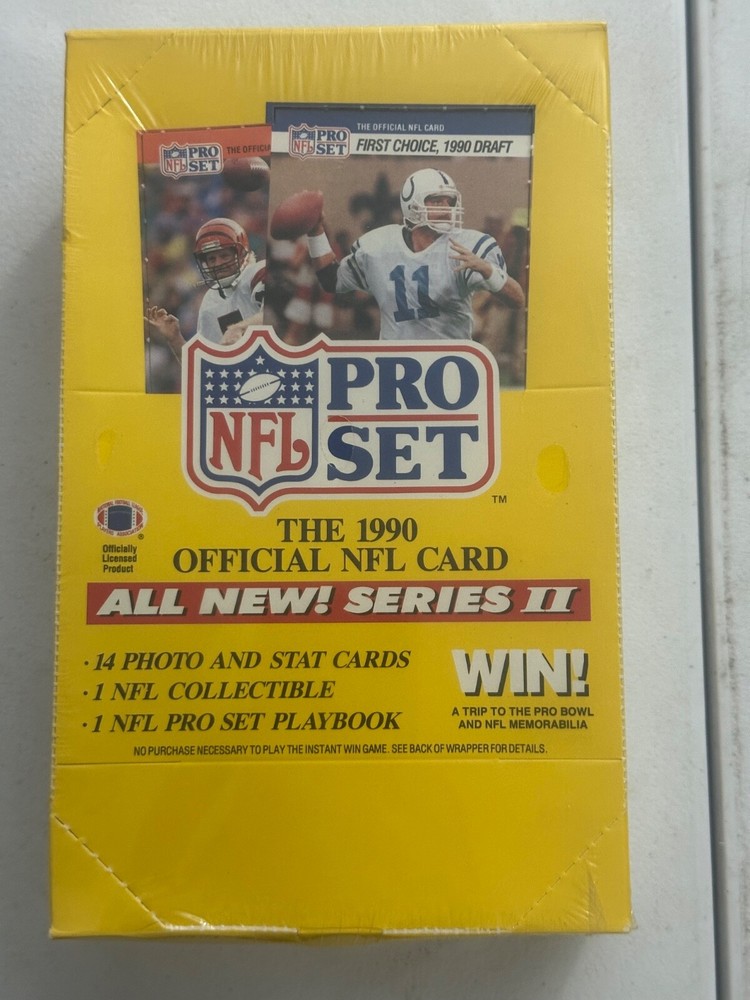 NFL PRO SET THE OFFICIA
NFL PRO SET THE OFFICIAL NFL CARD
FIRST CHOICE, 1990 DRAFT
11
NFL PRO SET
TM
THE 1990
OFFICIAL NFL CARD
®
Officially
Licensed
Product
ALL NEW! SERIES II
· 14 PHOTO AND STAT CARDS
· 1 NFL COLLECTIBLE
· 1 NFL PRO SET PLAYBOOK
WIN!
A TRIP TO THE PRO BOWL
AND NFL MEMORABILIA
NO PURCHASE NECESSARY TO PLAY THE INSTANT WIN GAME. SEE BACK OF WRAPPER FOR DETAILS.